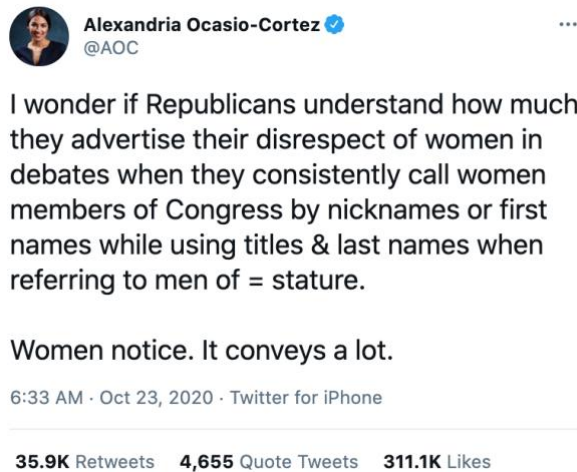 Alexandria Ocasio-Cortez
@AOC
I wonder if Republicans understand how much
they advertise their disrespect of women in
debates when they consistently call women
members of Congress by nicknames or first
names while using titles & last names when
referring to men of = stature.
Women notice. It conveys a lot.
6:33 AM · Oct 23, 2020 · Twitter for iPhone
35.9K Retweets 4,655 Quote Tweets 311.1K Likes